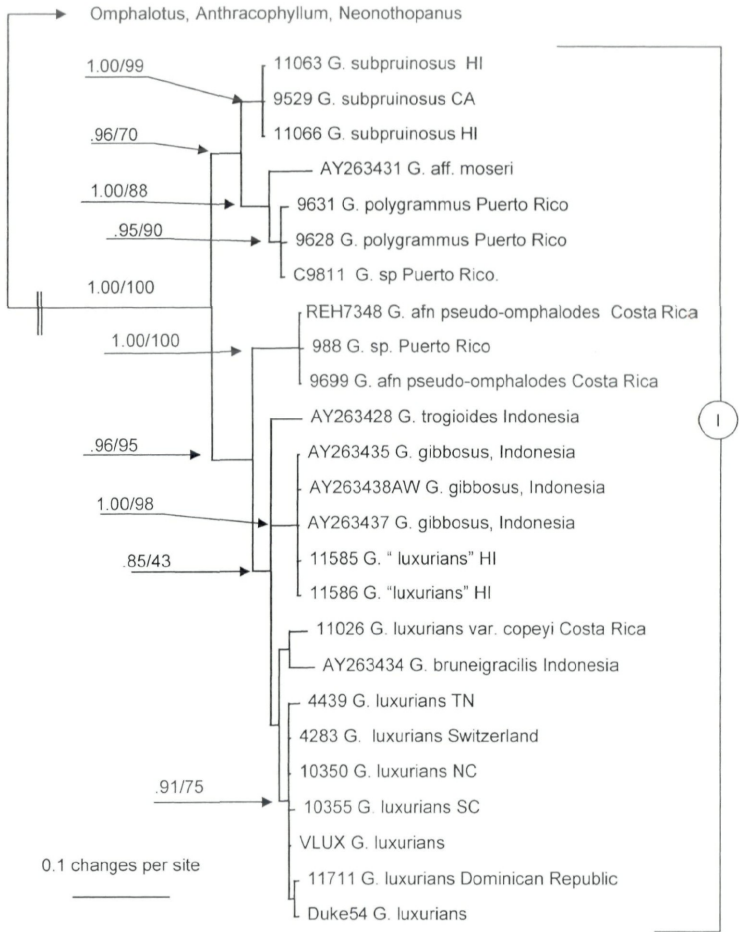 Omphalotus, Anthracophyllum, Neonothopanus
11063 G. subpruinosus HI
1.00/99
9529 G. subpruinosus CA
11066 G. subpruinosus HI
.96/70
AY263431 G. aff. moseri
1.00/88
9631 G. polygrammus Puerto Rico
.95/90
9628 G. polygrammus Puerto Rico
C9811 G. sp Puerto Rico.
1.00/100
REH7348 G. afn pseudo-omphalodes Costa Rica
1.00/100
988 G. sp. Puerto Rico
9699 G. afn pseudo-omphalodes Costa Rica
AY263428 G. trogioides Indonesia
I
.96/95
AY263435 G. gibbosus, Indonesia
AY263438AW G. gibbosus, Indonesia
1.00/98
AY263437 G. gibbosus, Indonesia
.85/43
11585 G. “ luxurians” HI
11586 G. “luxurians” HI
11026 G. luxurians var. copeyi Costa Rica
AY263434 G. bruneigracilis Indonesia
4439 G. luxurians TN
4283 G. luxurians Switzerland
10350 G. luxurians NC
.91/75
10355 G. luxurians SC
VLUX G. luxurians
0.1 changes per site
11711 G. luxurians Dominican Republic
Duke54 G. luxurians